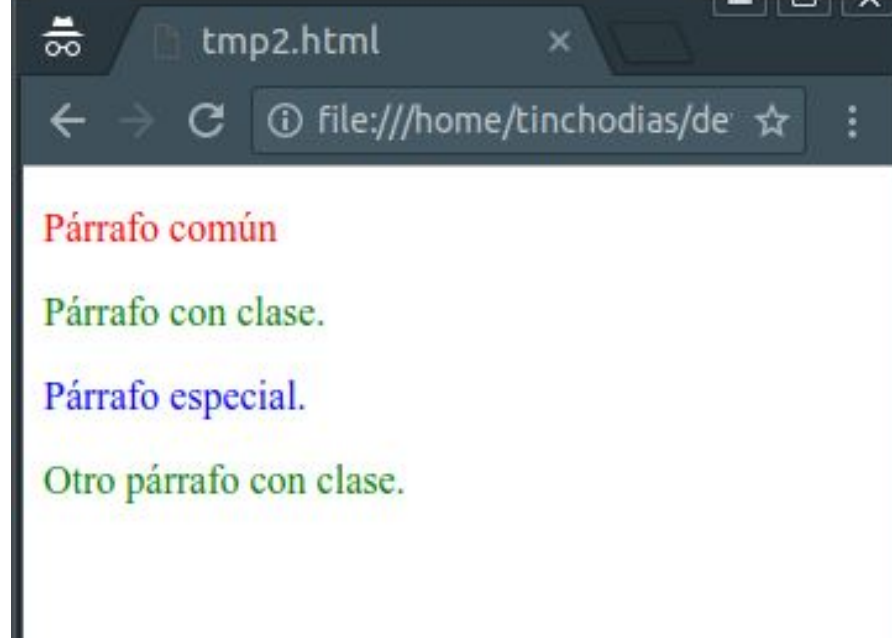 tmp2.html
file:///home/tinchodias/de
Párrafo común
Párrafo con clase.
Párrafo especial.
Otro párrafo con clase.